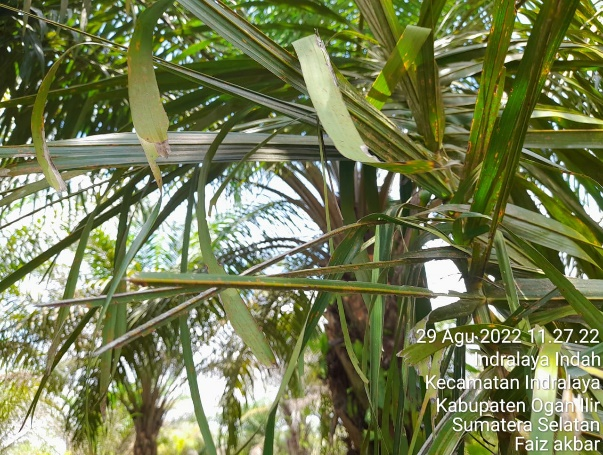 29 Agu-2022 11.27.22
Indralaya Indah
Kecamatan Indralaya
Kabupaten Ogan Ilir
Sumatera Selatan
Faiz akbar